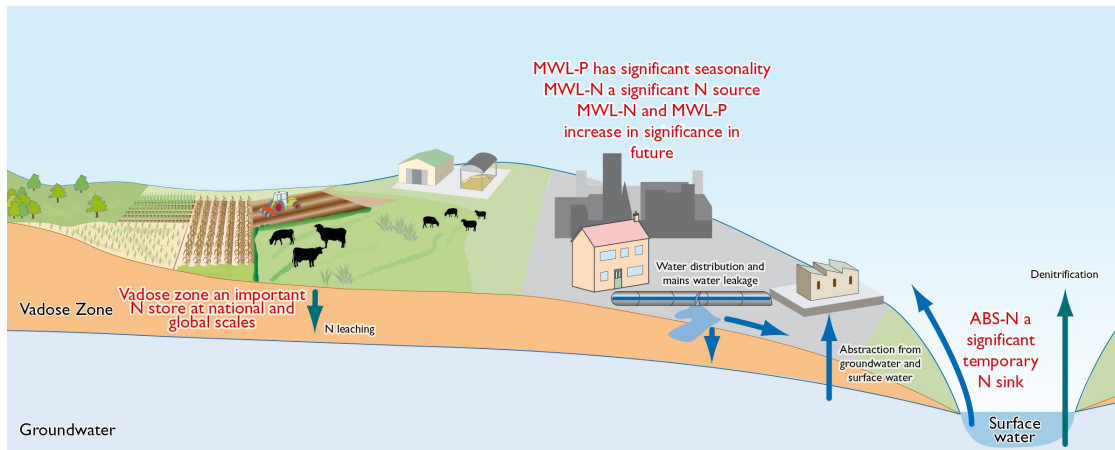 MWL-P has significant seasonality
MWL-N a significant N source
MWL-N and MWL-P
increase in significance in
future
Water distribution and
mains water leakage
Denitrification
Vadose zone an important
N store at national and
global scales
Vadose Zone
N leaching
ABS-N a
significant
temporary
N sink
Abstraction from
groundwater and
surface water
Groundwater
Surface
water